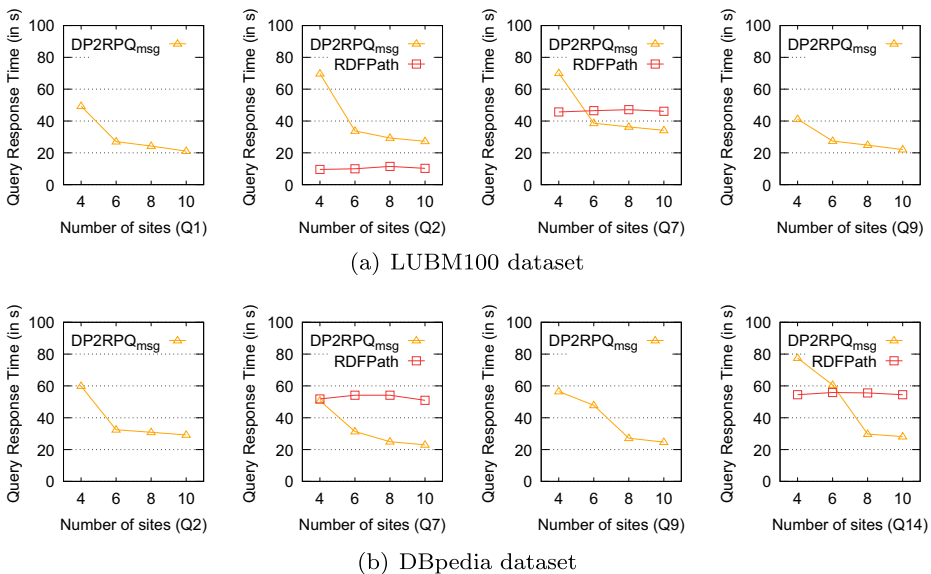 Query Response Time (in s)
100
80
60
40
20
0
DP2RPQmsg
4 6 8 10
Number of sites (Q1)
Query Response Time (in s)
100
80
60
40
20
0
DP2RPQmsg
RDFPath
4 6 8 10
Number of sites (Q2)
Query Response Time (in s)
100
80
60
40
20
0
DP2RPQmsg
RDFPath
4 6 8 10
Number of sites (Q7)
Query Response Time (in s)
100
80
60
40
20
0
DP2RPQmsg
4 6 8 10
Number of sites (Q9)
(a) LUBM100 dataset
Query Response Time (in s)
100
80
60
40
20
0
DP2RPQmsg
4 6 8 10
Number of sites (Q2)
Query Response Time (in s)
100
80
60
40
20
0
DP2RPQmsg
RDFPath
4 6 8 10
Number of sites (Q7)
Query Response Time (in s)
100
80
60
40
20
0
DP2RPQmsg
4 6 8 10
Number of sites (Q9)
Query Response Time (in s)
100
80
60
40
20
0
DP2RPQmsg
RDFPath
4 6 8 10
Number of sites (Q14)
(b) DBpedia dataset